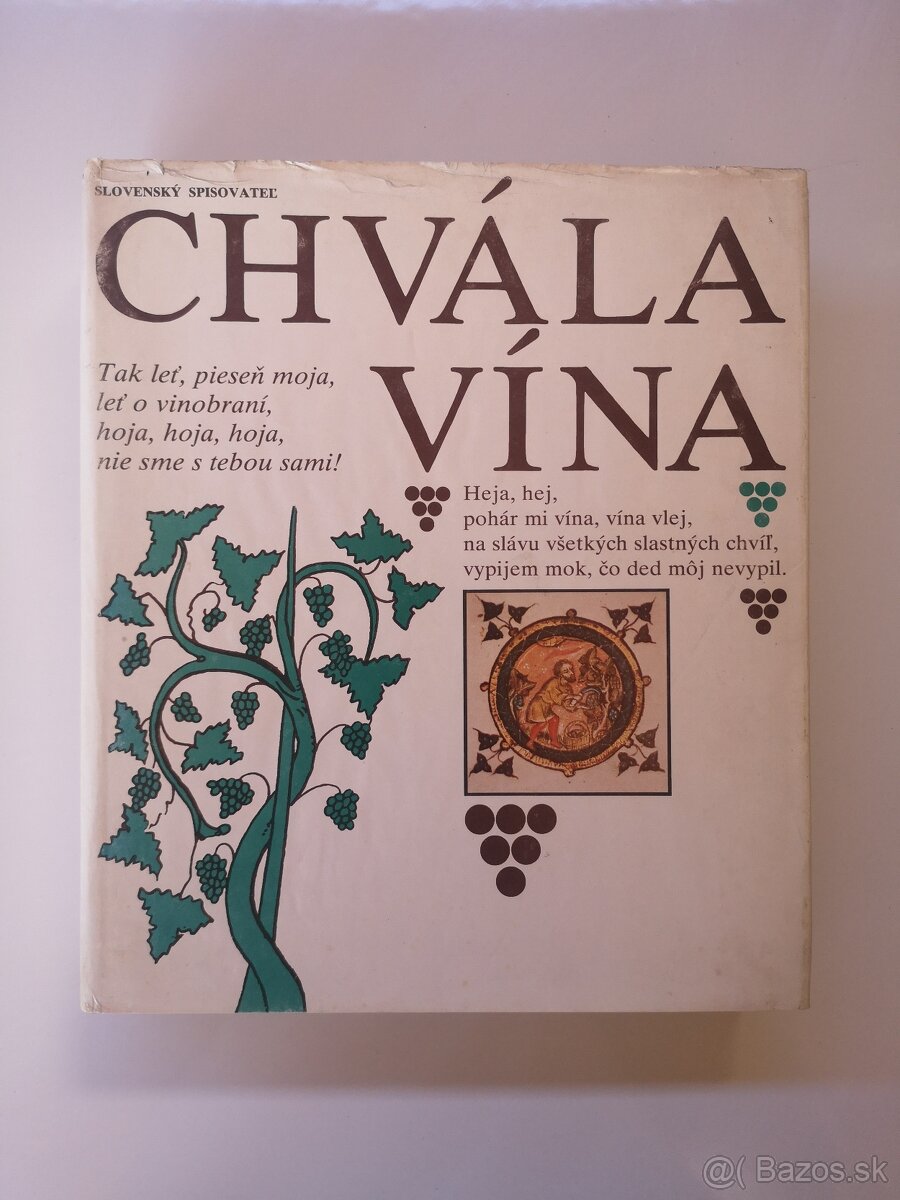 SLOVENSKÝ SPISOVATEĽ
CHVÁLA
VÍNA
Tak leť, pieseň moja,
leť o vinobraní,
hoja, hoja, hoja,
nie sme s tebou sami!
Heja, hej,
pohár mi vína, vína vlej,
na slávu všetkých slastných chvíľ,
vypijem mok, čo ded môj nevypil.
@( Bazos.sk